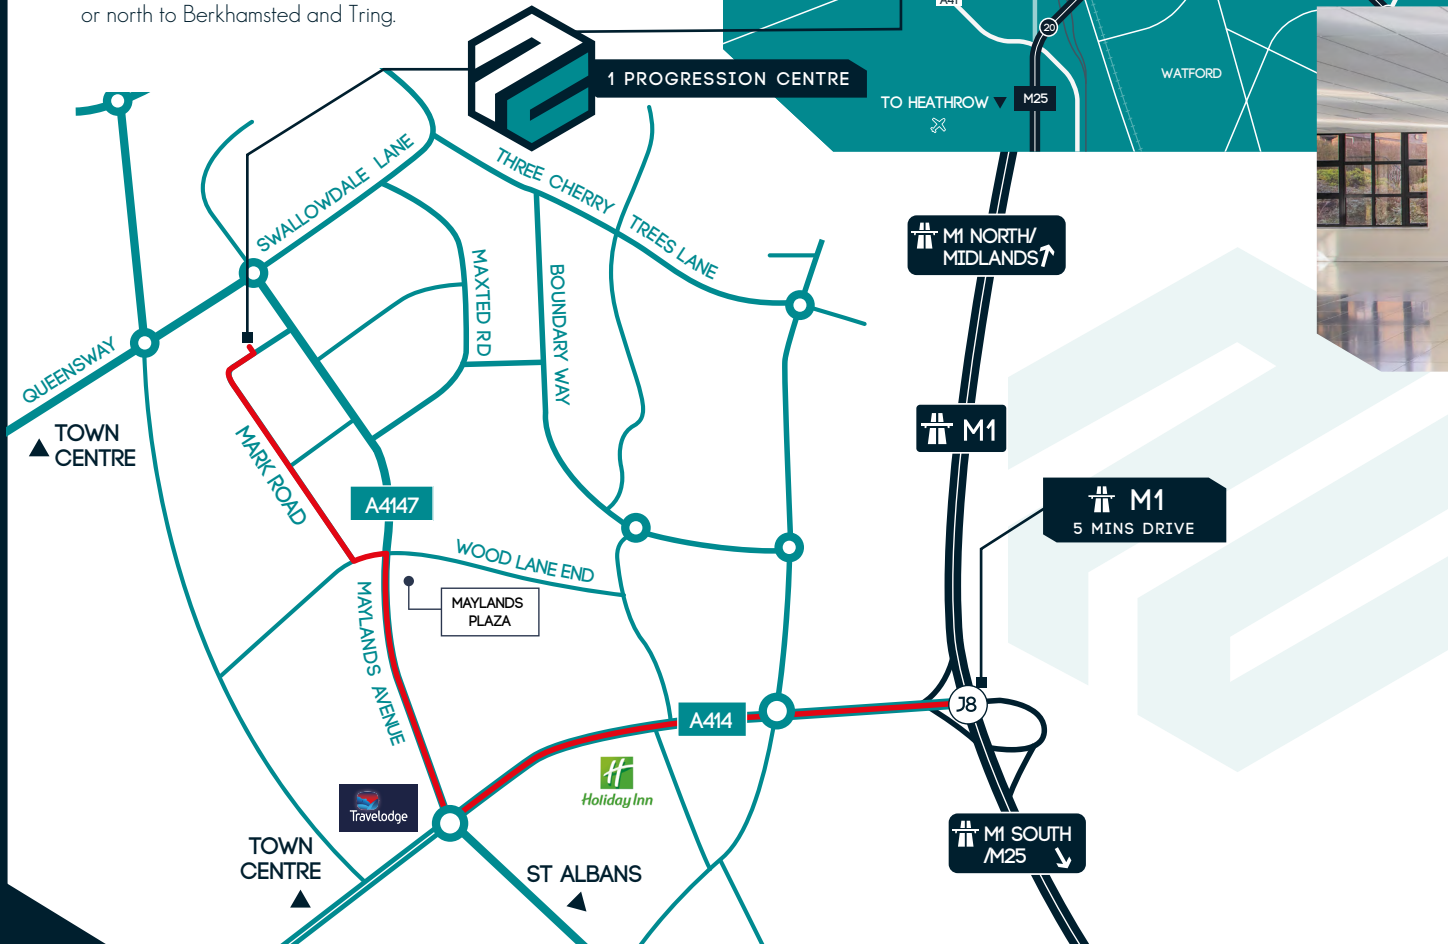 or north to Berkhamsted and Tring.
A41
20
WATFORD
1 PROGRESSION CENTRE
TO HEATHROW
M25
THREE CHERRY TREES LANE
SWALLOWDALE LANE
M1 NORTH/
MIDLANDS
MAXTED RD
BOUNDARY WAY
QUEENSWAY
TOWN
CENTRE
M1
MARK ROAD
A4147
M1
5 MINS DRIVE
WOOD LANE END
MAYLANDS
PLAZA
MAYLANDS AVENUE
J8
A414
Holiday Inn
Travelodge
M1 SOUTH
/M25
TOWN
CENTRE
ST ALBANS